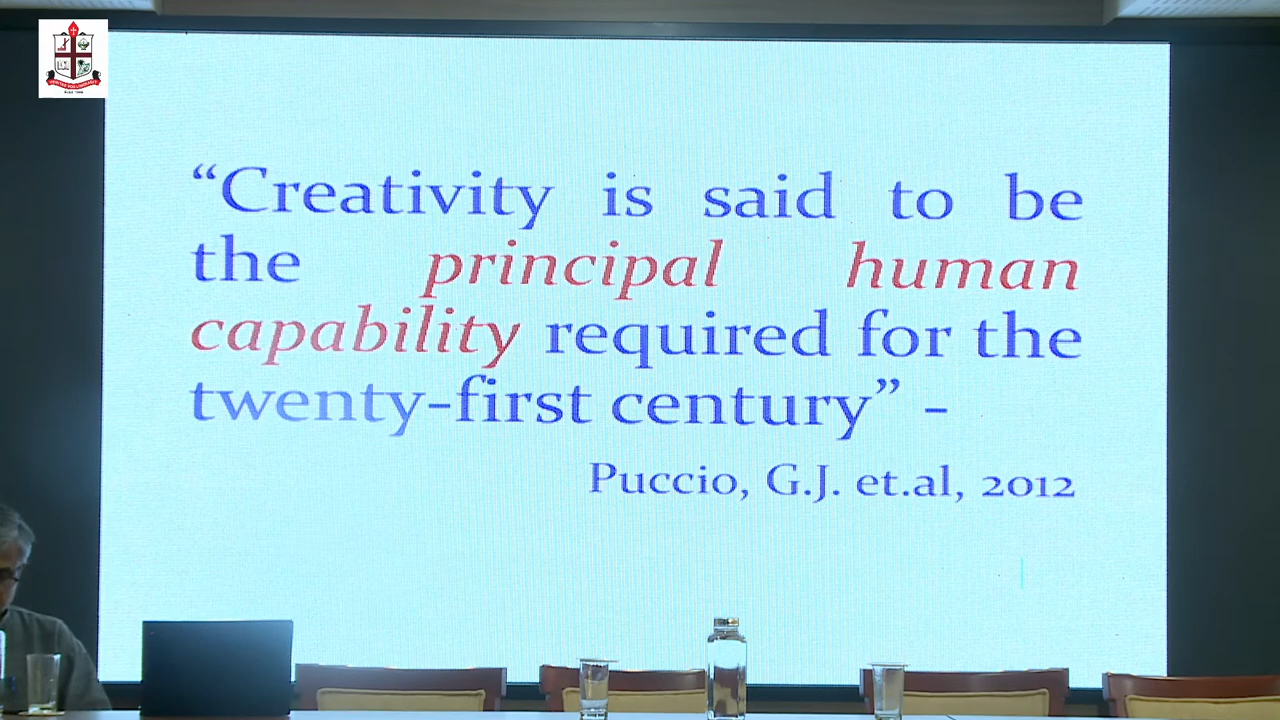 “Creativity is said to be
the principal human
capability required for the
twenty-first century” -
Puccio, G.J. et.al, 2012